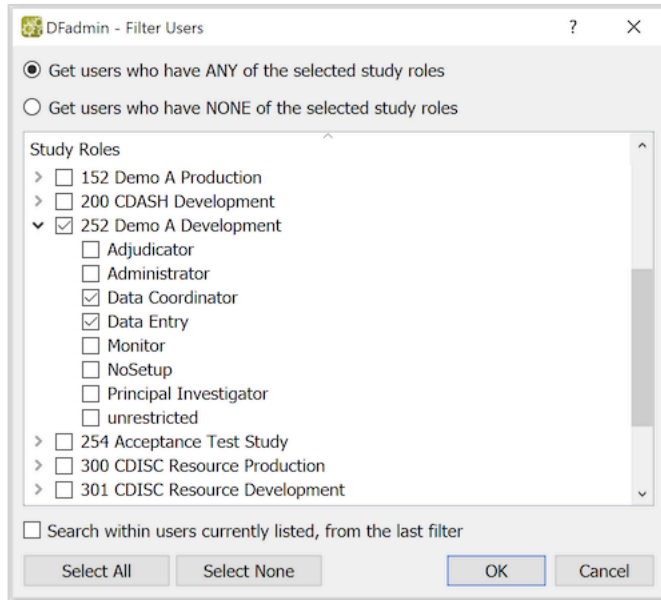 DFadmin - Filter Users
Get users who have ANY of the selected study roles
Get users who have NONE of the selected study roles
Study Roles
152 Demo A Production
200 CDASH Development
252 Demo A Development
Adjudicator
Administrator
Data Coordinator
Data Entry
Monitor
NoSetup
Principal Investigator
unrestricted
254 Acceptance Test Study
300 CDISC Resource Production
301 CDISC Resource Development
Search within users currently listed, from the last filter
Select All Select None OK Cancel